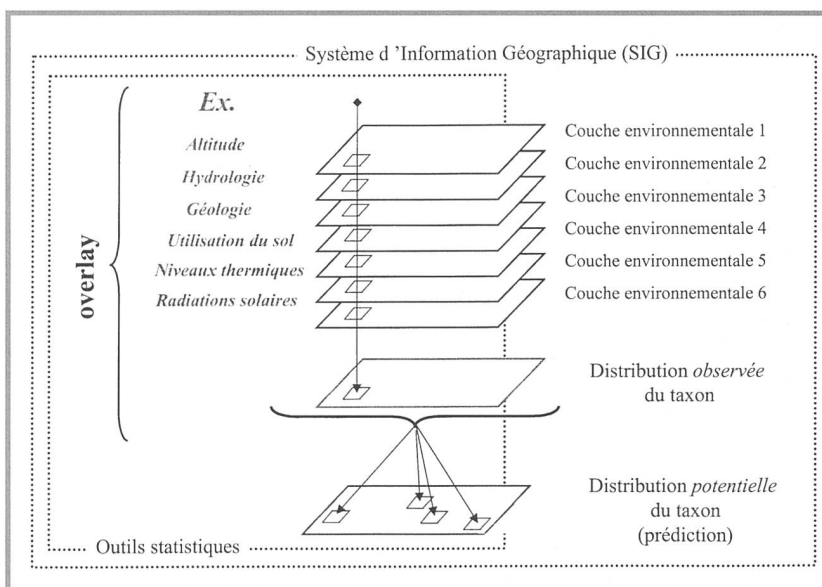 Système d ’Information Géographique (SIG)
Ex.
Altitude
Hydrologie
Géologie
Utilisation du sol
Niveaux thermiques
Radiations solaires
overlay
Couche environnementale 1
Couche environnementale 2
Couche environnementale 3
Couche environnementale 4
Couche environnementale 5
Couche environnementale 6
Distribution observée
du taxon
Distribution potentielle
du taxon
(prédiction)
Outils statistiques